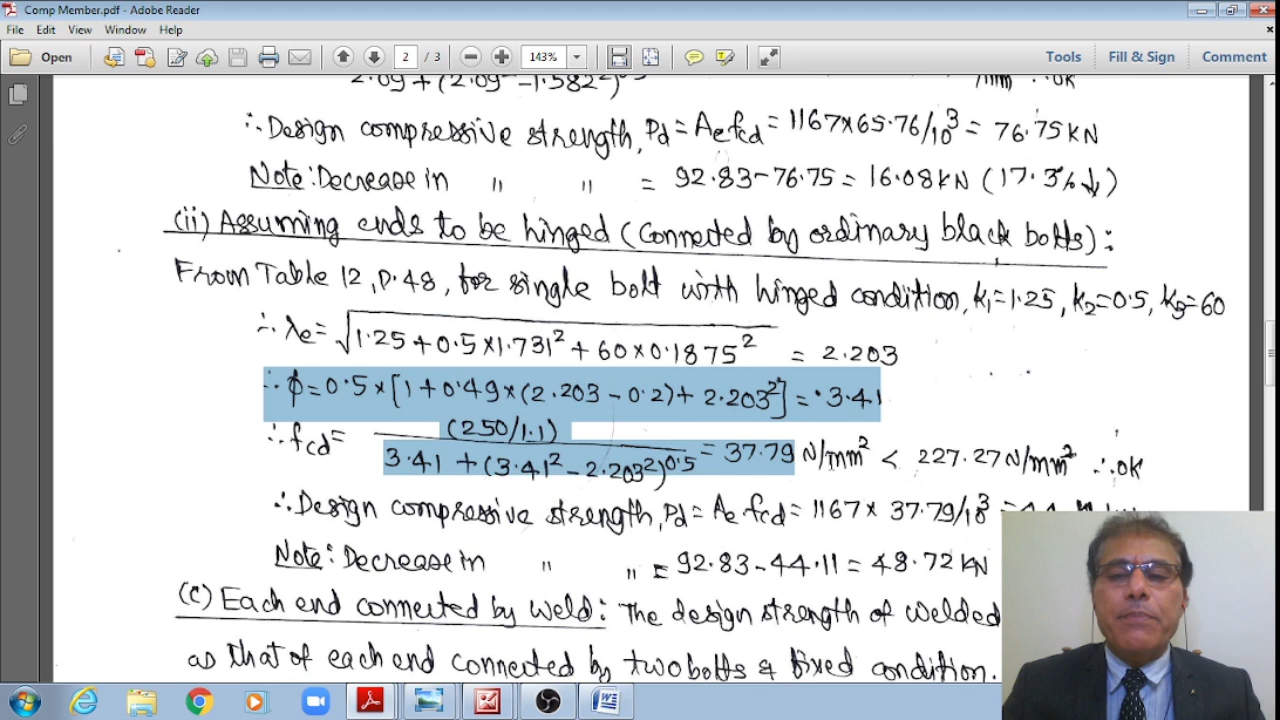 Comp Member.pdf - Adobe Reader
File Edit View Window Help
Open 2 / 3 143% Tools Fill & Sign Comment
2.09+(2.09²-1.582²)
∴ Design compressive strength, Pd = Ae fcd = 1167×65.76/10³ = 76.75 KN
Note: Decrease in " " = 92.83-76.75 = 16.08 KN (17.3%↓)
(ii) Assuming ends to be hinged (Connected by ordinary black bolts):
From Table 12, P.48, for single bolt with hinged condition, K₁=1.25, K₂=0.5, K₃=60
∴ λe = √1.25+0.5×1.731²+60×0.1875² = 2.203
∴ φ = 0.5×[1+0.49×(2.203-0.2)+2.203²] = 3.41
∴ fcd = (250/1.1)
3.41+(3.41²-2.203²)^0.5 = 37.79 N/mm² < 227.27 N/mm² ∴ OK
∴ Design compressive strength, Pd = Ae fcd = 1167× 37.79/10³ =
Note: Decrease in " " = 92.83-44.11 = 48.72 KN
(c) Each end connected by weld: The design strength of welded
as that of each end connected by two bolts & fixed condition.